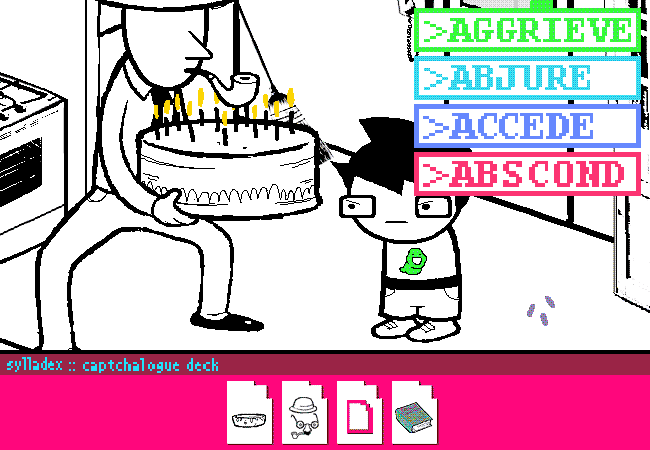 >AGGRIEVE
>ABJURE
>ACCEDE
>ABSCOND
sylladex :: captchalogue deck